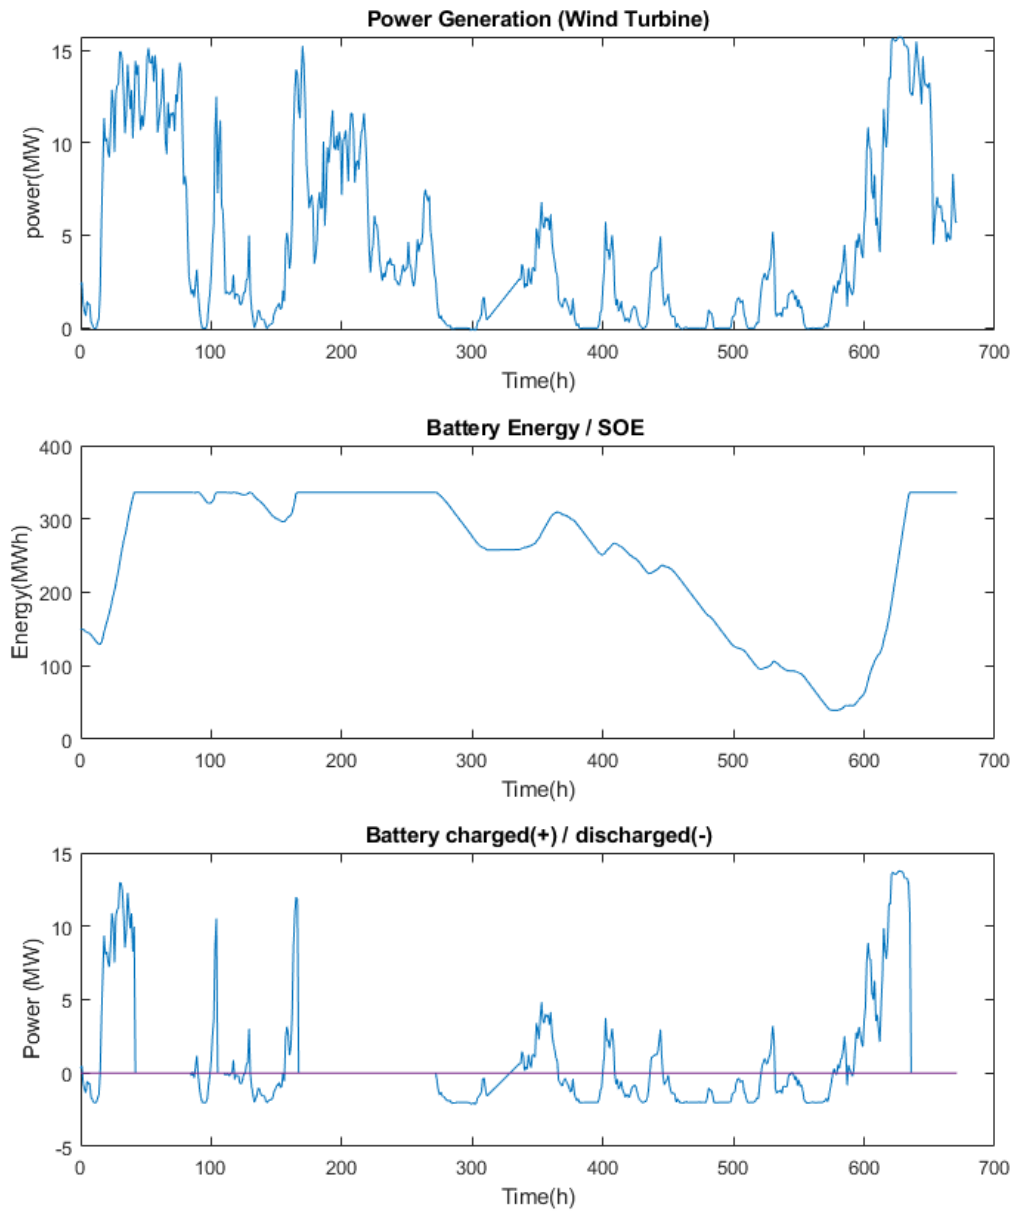 Power Generation (Wind Turbine)
15
10
5
0
power(MW)
0 100 200 300 400 500 600 700
Time(h)
Battery Energy / SOE
400
300
200
100
0
Energy(MWh)
0 100 200 300 400 500 600 700
Time(h)
Battery charged(+) / discharged(-)
15
10
5
0
-5
Power (MW)
0 100 200 300 400 500 600 700
Time(h)